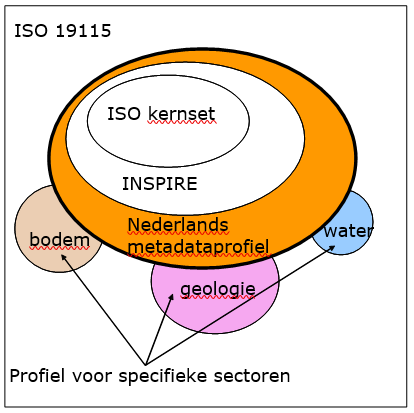 ISO 19115
ISO kernset
INSPIRE
Nederlands
metadataprofiel
bodem
water
geologie
Profiel voor specifieke sectoren